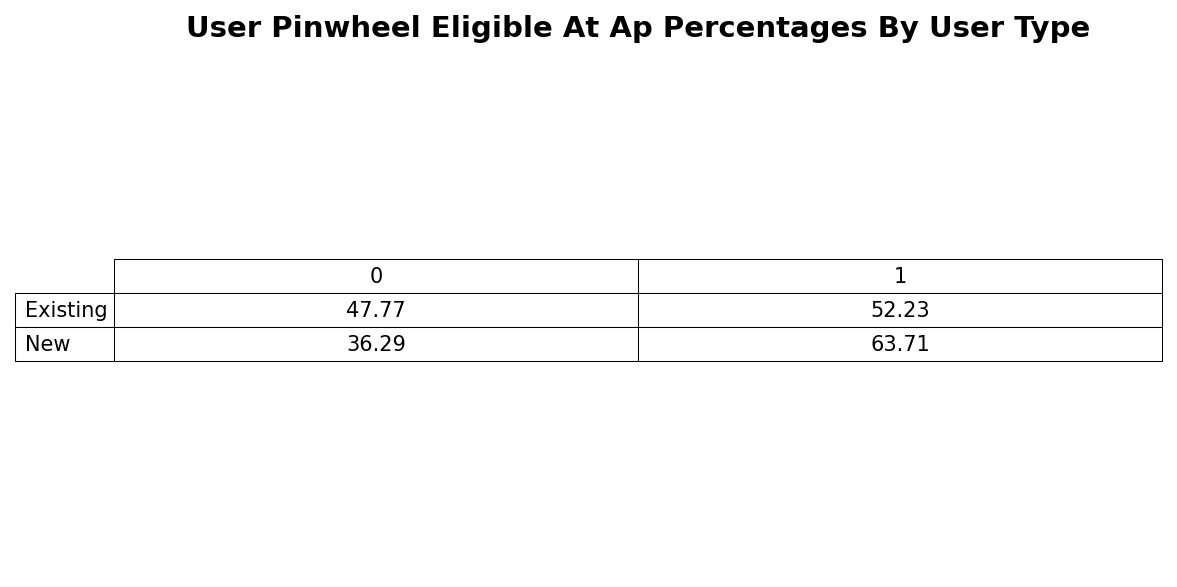 User Pinwheel Eligible At Ap Percentages By User Type
0 1
Existing 47.77 52.23
New 36.29 63.71